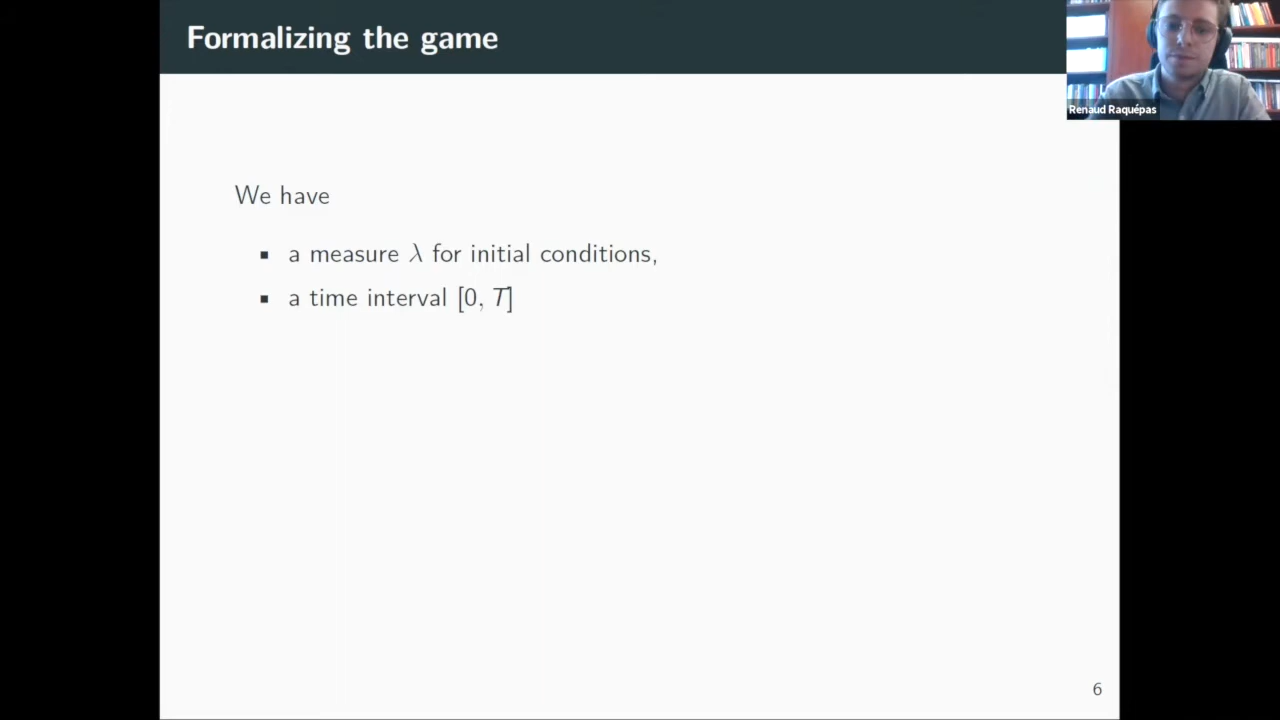 Formalizing the game
Renaud Raquépas
We have
▪ a measure λ for initial conditions,
▪ a time interval [0, T]
6